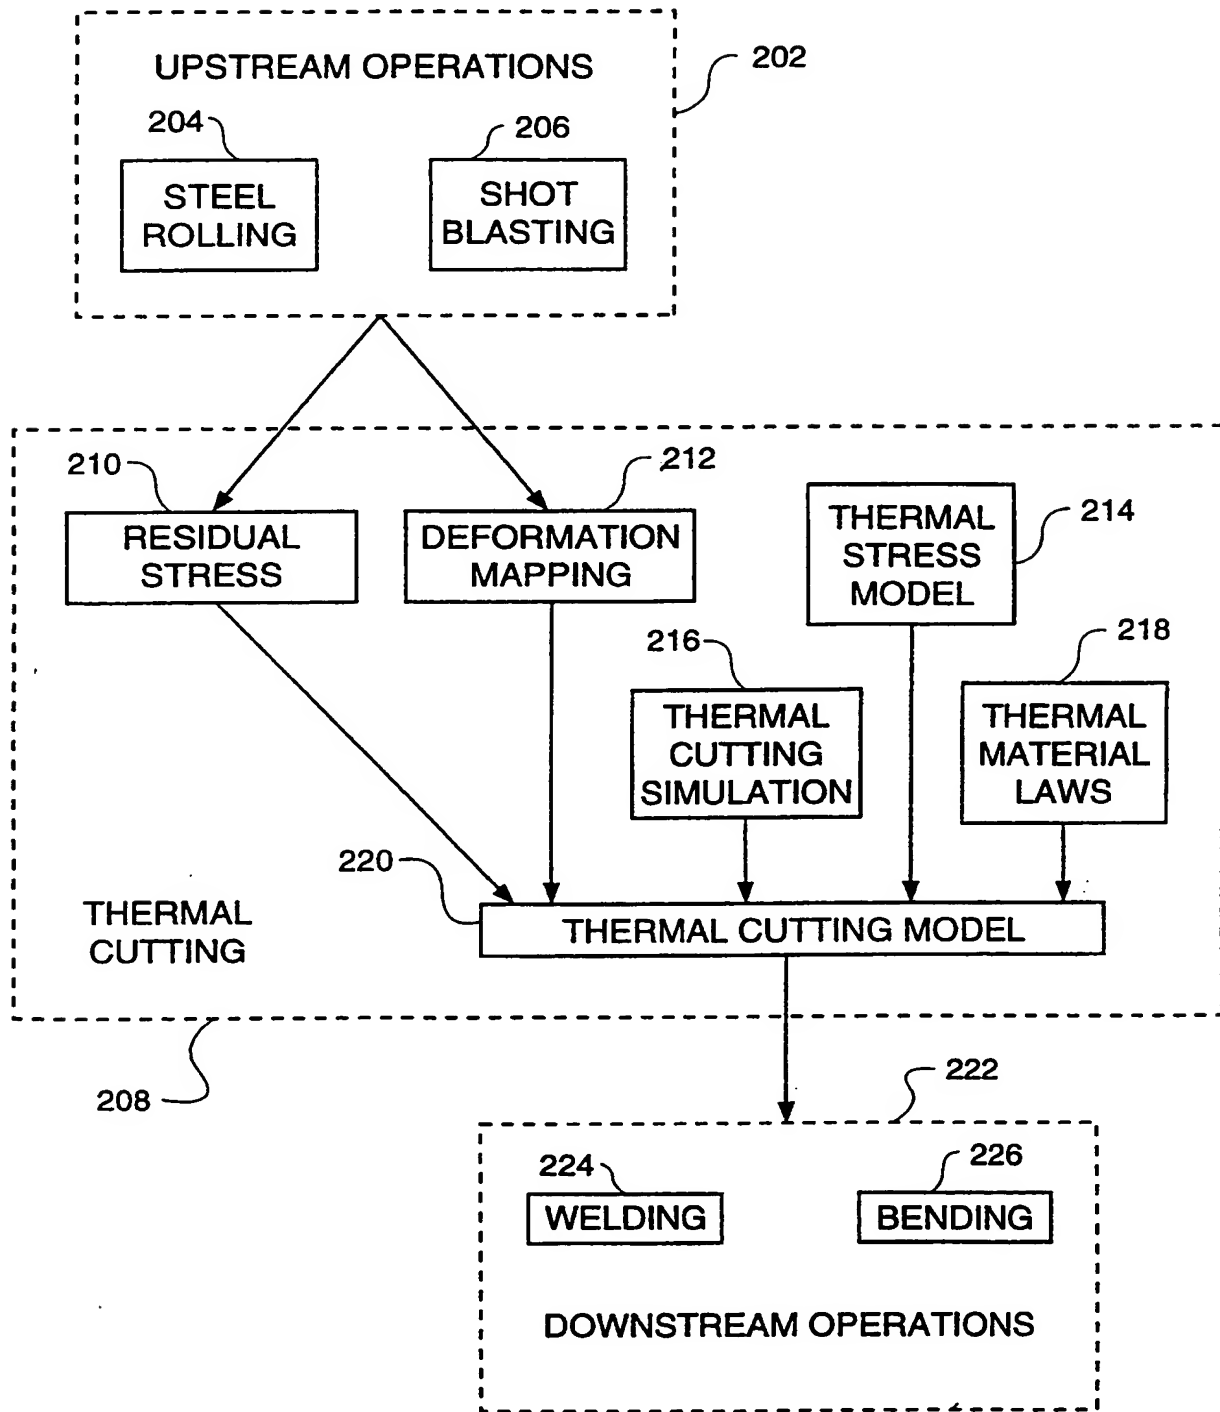 UPSTREAM OPERATIONS
202
204
206
STEEL
ROLLING
SHOT
BLASTING
210
212
RESIDUAL
STRESS
DEFORMATION
MAPPING
THERMAL
STRESS
MODEL
214
216
218
THERMAL
CUTTING
SIMULATION
THERMAL
MATERIAL
LAWS
220
THERMAL CUTTING MODEL
THERMAL
CUTTING
208
222
224
226
WELDING
BENDING
DOWNSTREAM OPERATIONS